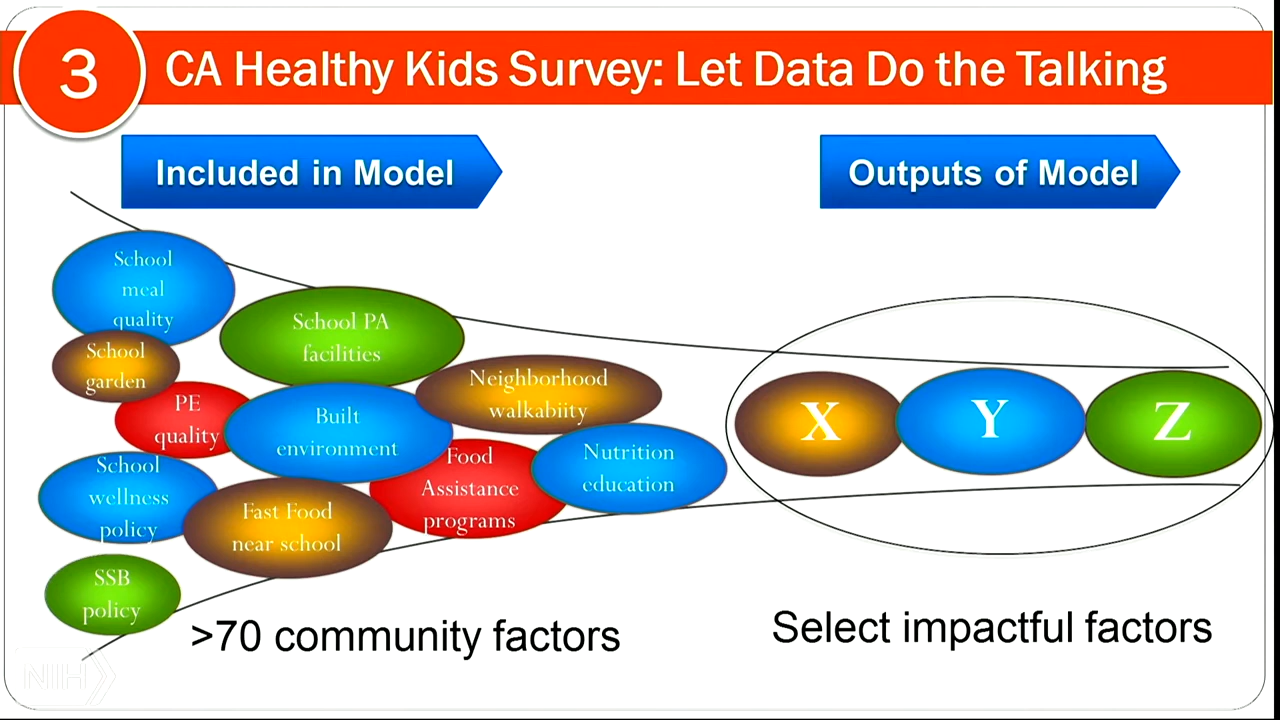 3
CA Healthy Kids Survey: Let Data Do the Talking
Included in Model
Outputs of Model
School
meal
quality
School
garden
PE
quality
School
wellness
policy
SSB
policy
School PA
facilities
Built
environment
Fast Food
near school
Neighborhood
walkabiity
Food
Assistance
programs
Nutrition
education
X
Y
Z
>70 community factors
Select impactful factors
NIH